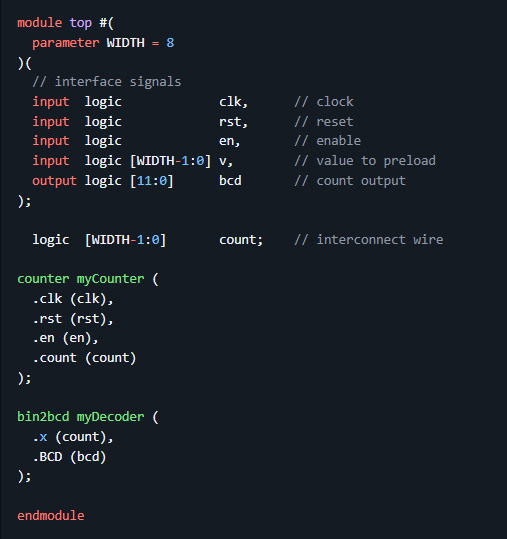 module top #(
  parameter WIDTH = 8
)(
  // interface signals
  input  logic             clk,      // clock
  input  logic             rst,      // reset
  input  logic             en,       // enable
  input  logic [WIDTH-1:0] v,        // value to preload
  output logic [11:0]      bcd       // count output
);
  logic  [WIDTH-1:0]       count;    // interconnect wire
counter myCounter (
  .clk (clk),
  .rst (rst),
  .en (en),
  .count (count)
);
bin2bcd myDecoder (
  .x (count),
  .BCD (bcd)
);
endmodule